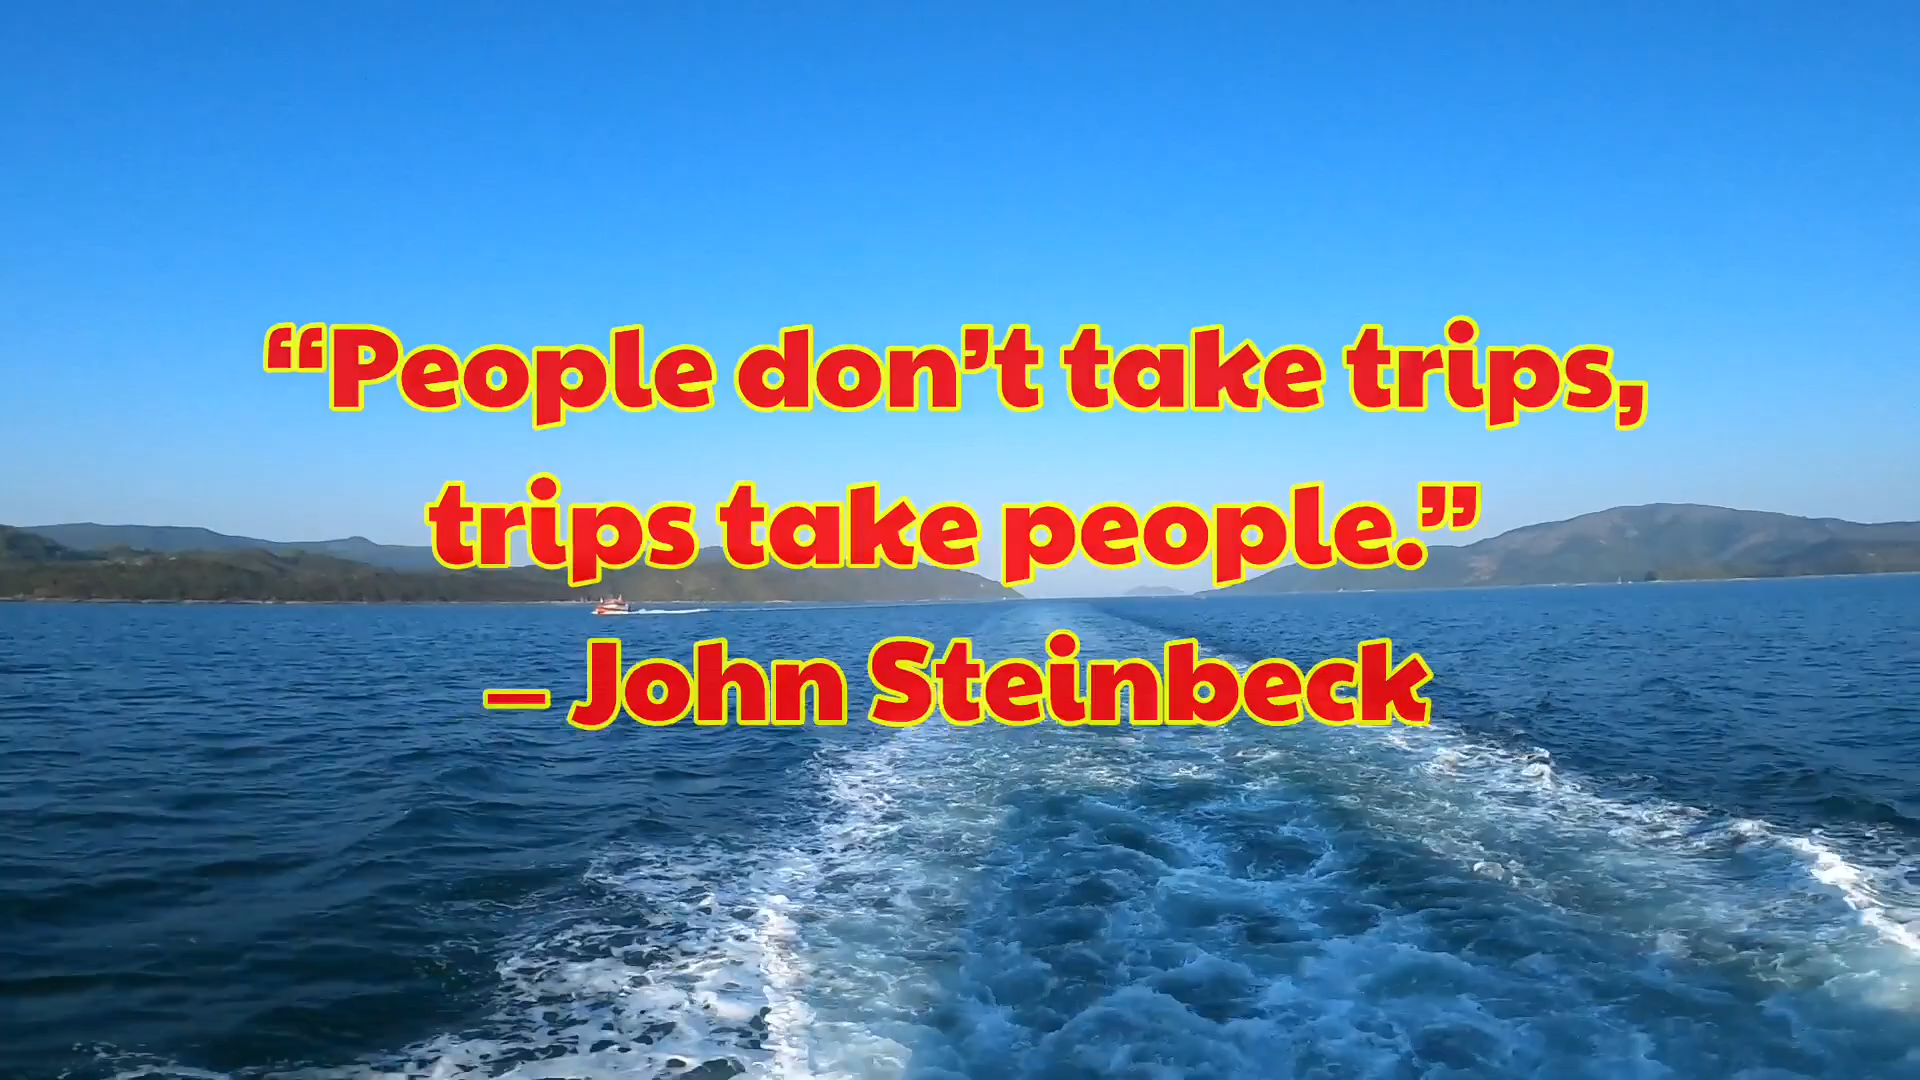 “People don’t take trips,
trips take people.”
– John Steinbeck